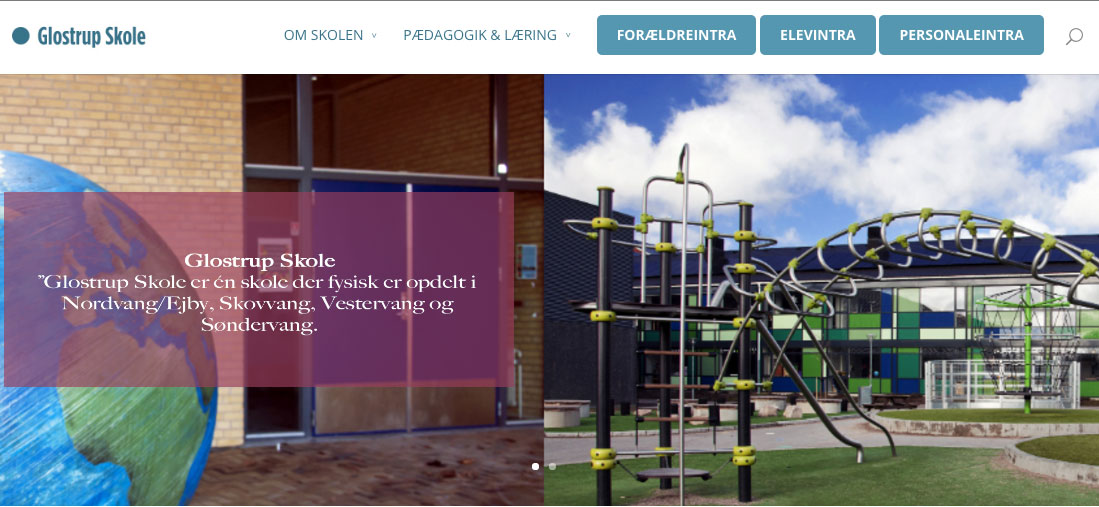 Glostrup Skole
OM SKOLEN
PÆDAGOGIK & LÆRING
FORÆLDREINTRA
ELEVINTRA
PERSONALEINTRA
Glostrup Skole
”Glostrup Skole er én skole der fysisk er opdelt i
Nordvang/Ejby, Skovvang, Vestervang og
Søndervang.